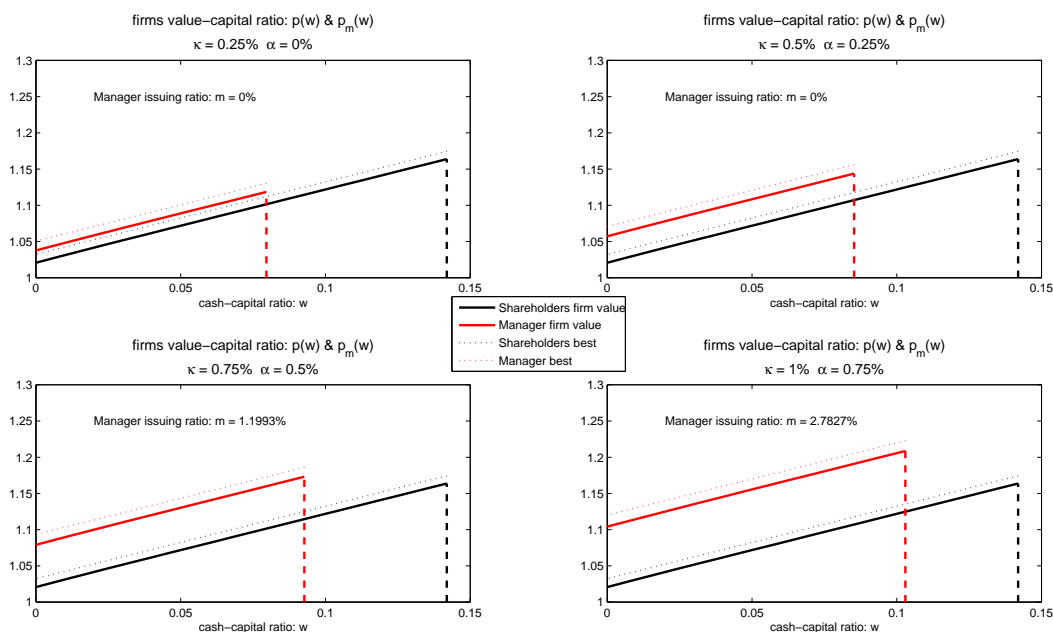 firms value-capital ratio: p(w) & p_m(w)
κ = 0.25% α = 0%
1.3
1.25
1.2
1.15
1.1
1.05
1
Manager issuing ratio: m = 0%
0 0.05 0.1 0.15
cash-capital ratio: w
firms value-capital ratio: p(w) & p_m(w)
κ = 0.5% α = 0.25%
1.3
1.25
1.2
1.15
1.1
1.05
1
Manager issuing ratio: m = 0%
0 0.05 0.1 0.15
cash-capital ratio: w
Shareholders firm value
Manager firm value
Shareholders best
Manager best
firms value-capital ratio: p(w) & p_m(w)
κ = 0.75% α = 0.5%
1.3
1.25
1.2
1.15
1.1
1.05
1
Manager issuing ratio: m = 1.1993%
0 0.05 0.1 0.15
cash-capital ratio: w
firms value-capital ratio: p(w) & p_m(w)
κ = 1% α = 0.75%
1.3
1.25
1.2
1.15
1.1
1.05
1
Manager issuing ratio: m = 2.7827%
0 0.05 0.1 0.15
cash-capital ratio: w